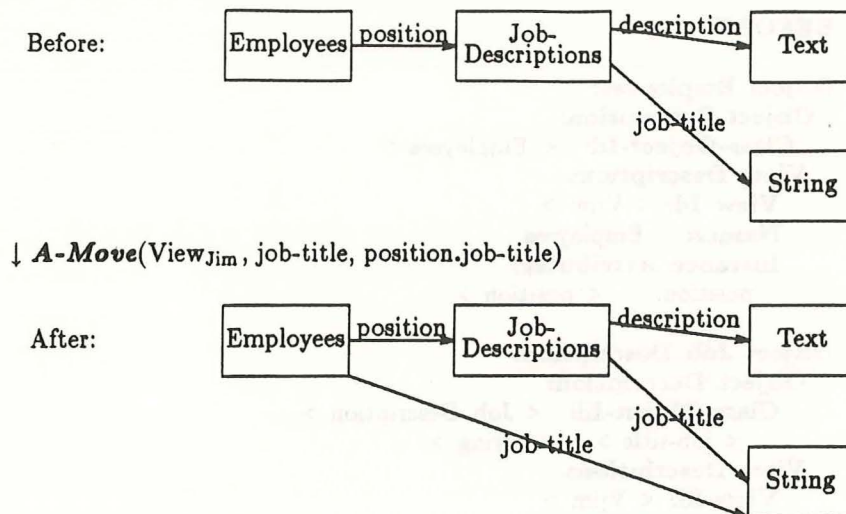 Before:
Employees
position
Job-
Descriptions
description
Text
job-title
String
↓ A-Move(View_Jim, job-title, position.job-title)
After:
Employees
position
Job-
Descriptions
description
Text
job-title
job-title
String